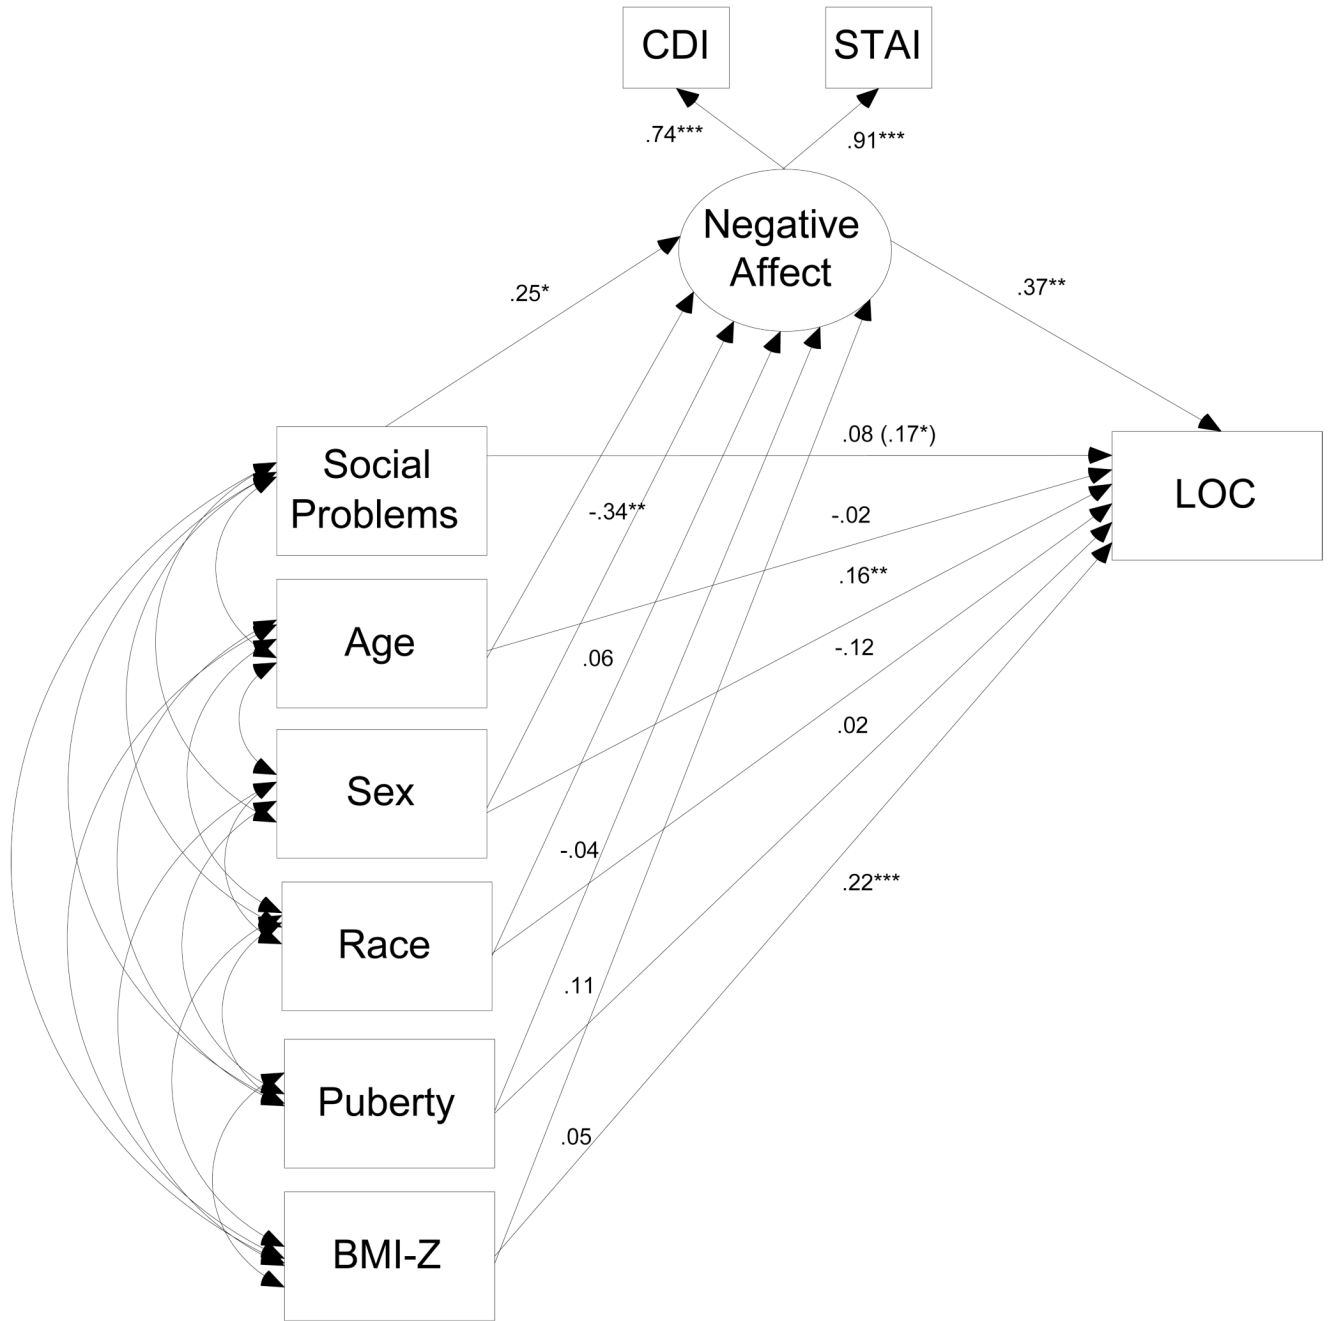 CDI
STAI
.74***
.91***
Negative
Affect
.25*
.37**
.08 (.17*)
Social
Problems
LOC
-.34**
-.02
.16**
Age
.06
-.12
.02
Sex
-.04
.22***
Race
.11
Puberty
.05
BMI-Z